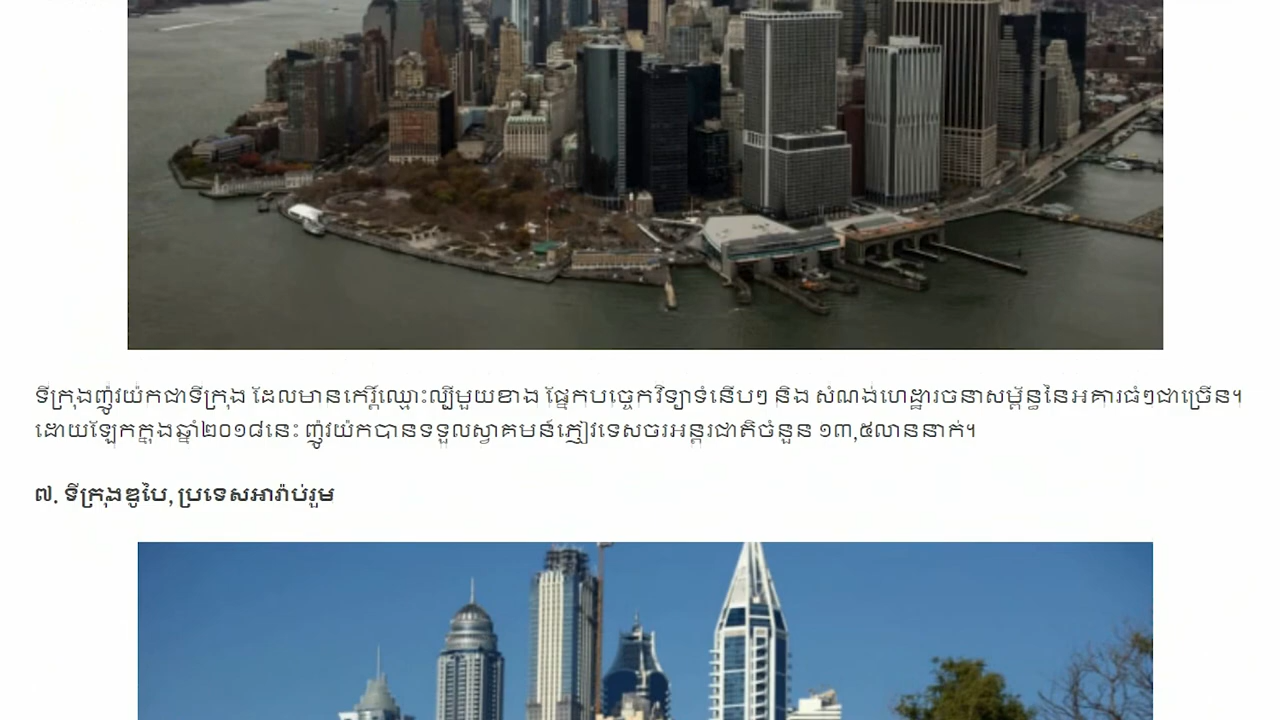 ទីក្រុងញ៉ូវយ៉កជាទីក្រុង ដែលមានកេរ្តិ៍ឈ្មោះល្បីមួយខាង ផ្នែកបច្ចេកវិទ្យាទំនើបៗ និង សំណង់ហេដ្ឋារចនាសម្ព័ន្ធនៃអគារធំៗជាច្រើន។
ដោយឡែកក្នុងឆ្នាំ២០១៨នេះ ញ៉ូវយ៉កបានទទួលស្វាគមន៍ភ្ញៀវទេសចរអន្តរជាតិចំនួន ១៣,៥លាននាក់។
៧. ទីក្រុងឌូបៃ, ប្រទេសអារ៉ាប់រួម